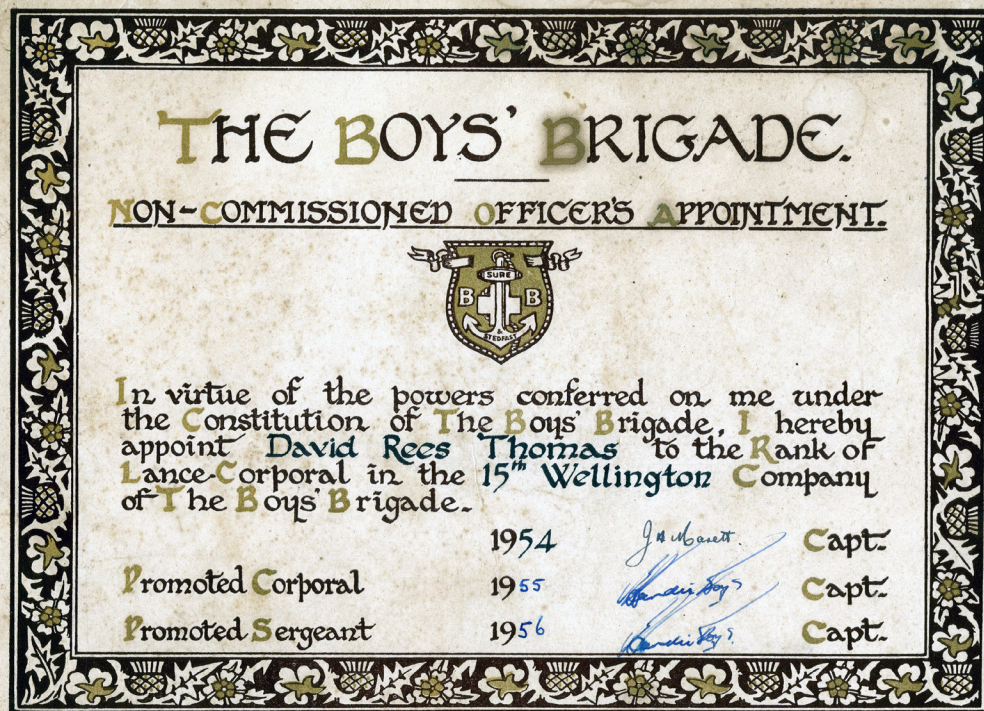 THE BOYS' BRIGADE.
NON-COMMISSIONED OFFICER'S APPOINTMENT.
SURE
B B
&
STEDFAST
In virtue of the powers conferred on me under
the Constitution of The Boys' Brigade, I hereby
appoint David Rees Thomas to the Rank of
Lance-Corporal in the 15th Wellington Company
of The Boys' Brigade.
1954 Capt.
Promoted Corporal 1955 Capt.
Promoted Sergeant 1956 Capt.